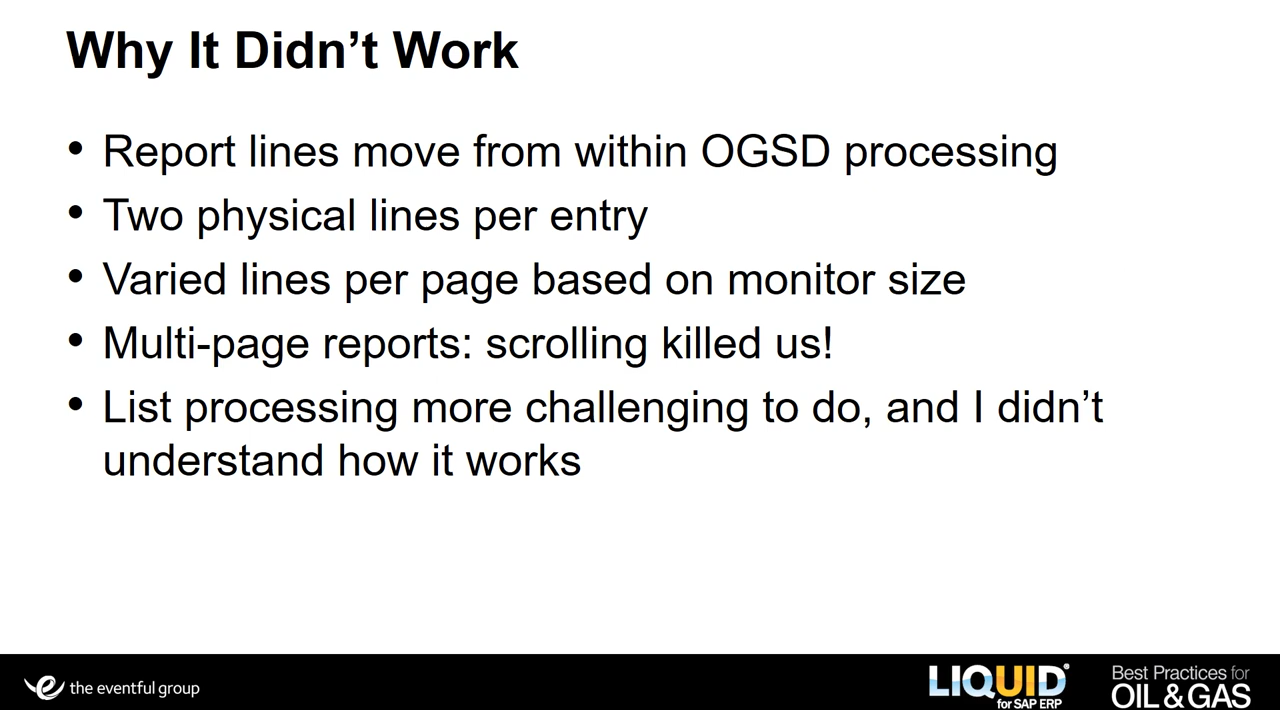 Why It Didn’t Work
• Report lines move from within OGSD processing
• Two physical lines per entry
• Varied lines per page based on monitor size
• Multi-page reports: scrolling killed us!
• List processing more challenging to do, and I didn’t
understand how it works
the eventful group
LIQUID®
for SAP ERP
Best Practices for
OIL & GAS